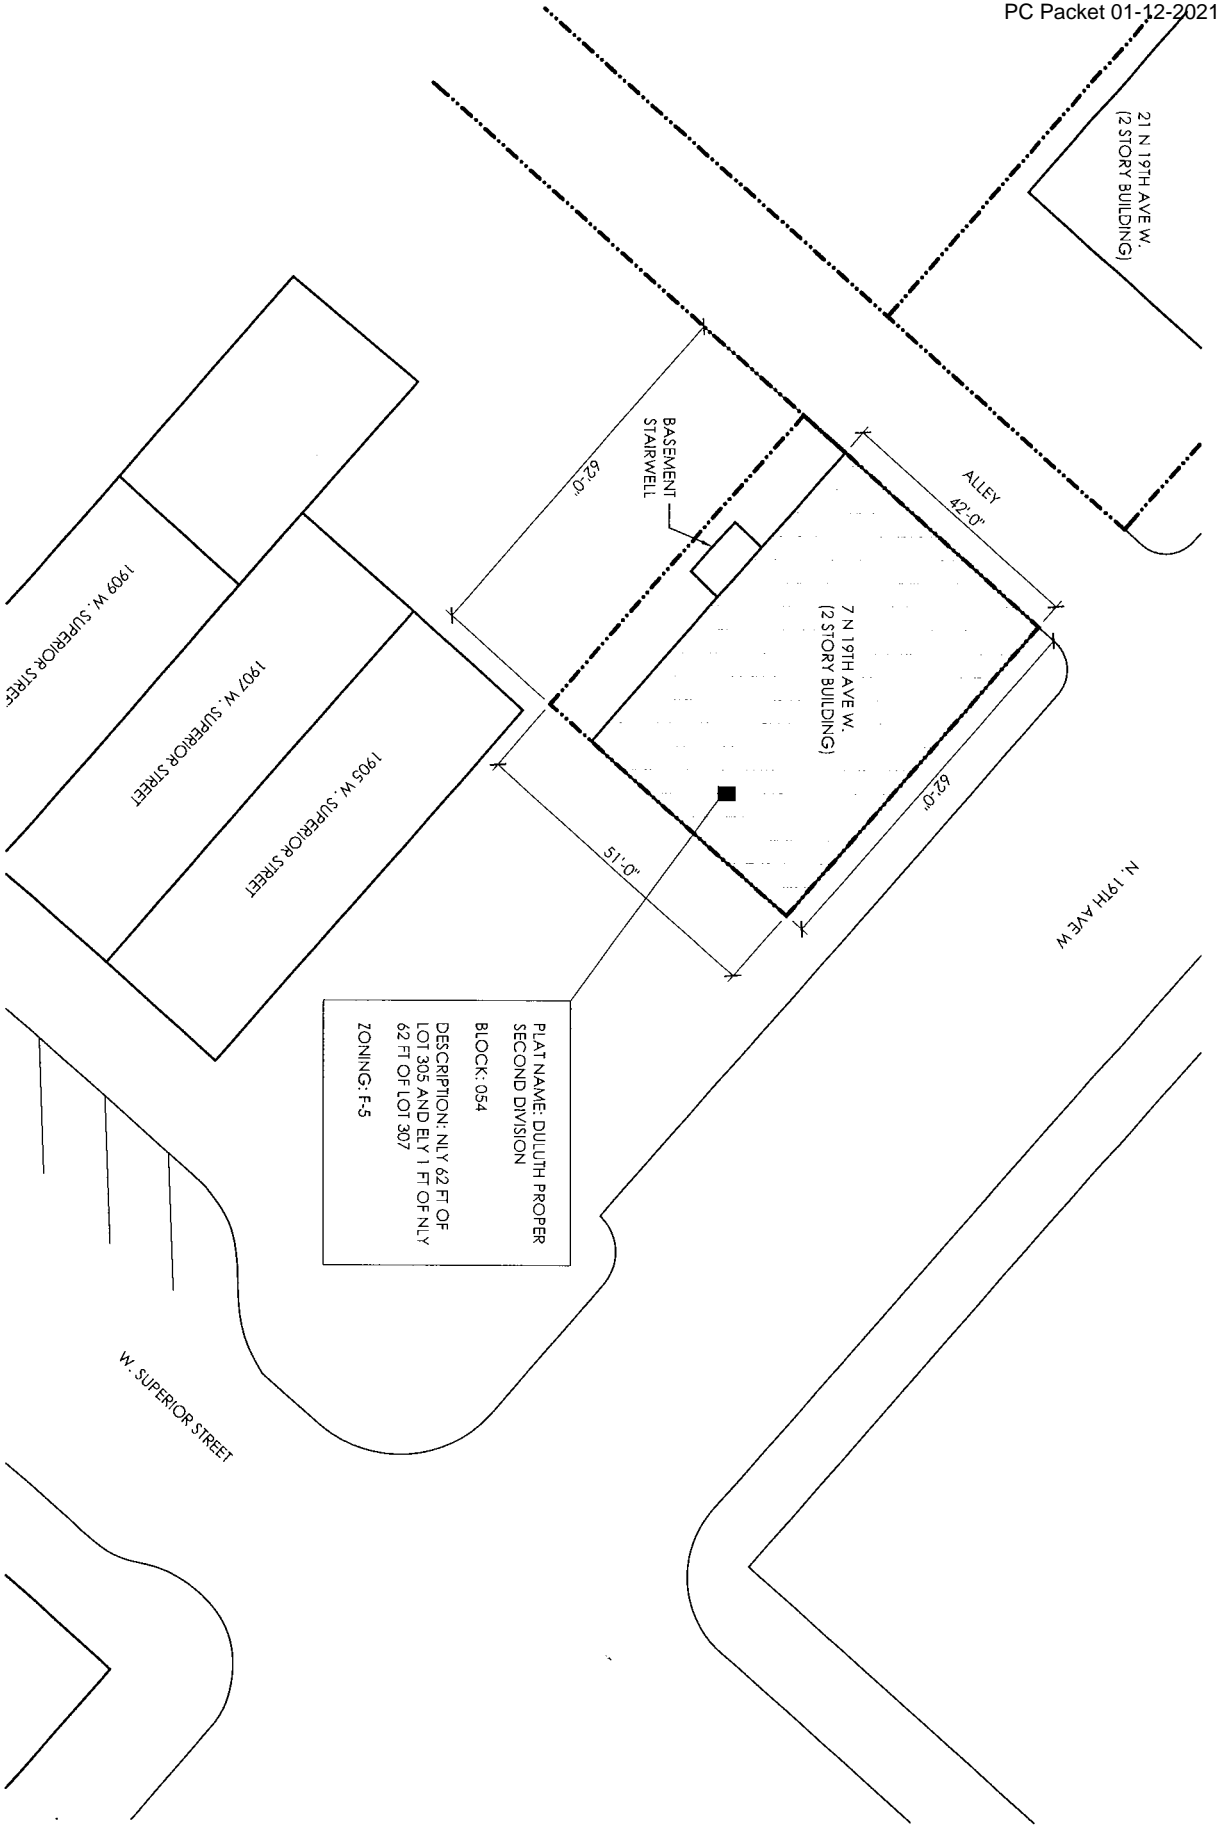 PC Packet 01-12-2021
21 N 19TH AVE W.
(2 STORY BUILDING)
ALLEY
42'-0"
BASEMENT
STAIRWELL
62'-0"
7 N 19TH AVE W.
(2 STORY BUILDING)
62'-0"
51'-0"
N. 19TH AVE W
1909 W. SUPERIOR STREE
1907 W. SUPERIOR STREET
1905 W. SUPERIOR STREET
PLAT NAME: DULUTH PROPER
SECOND DIVISION
BLOCK: 054
DESCRIPTION: NLY 62 FT OF
LOT 305 AND ELY 1 FT OF NLY
62 FT OF LOT 307
ZONING: F-5
W. SUPERIOR STREET